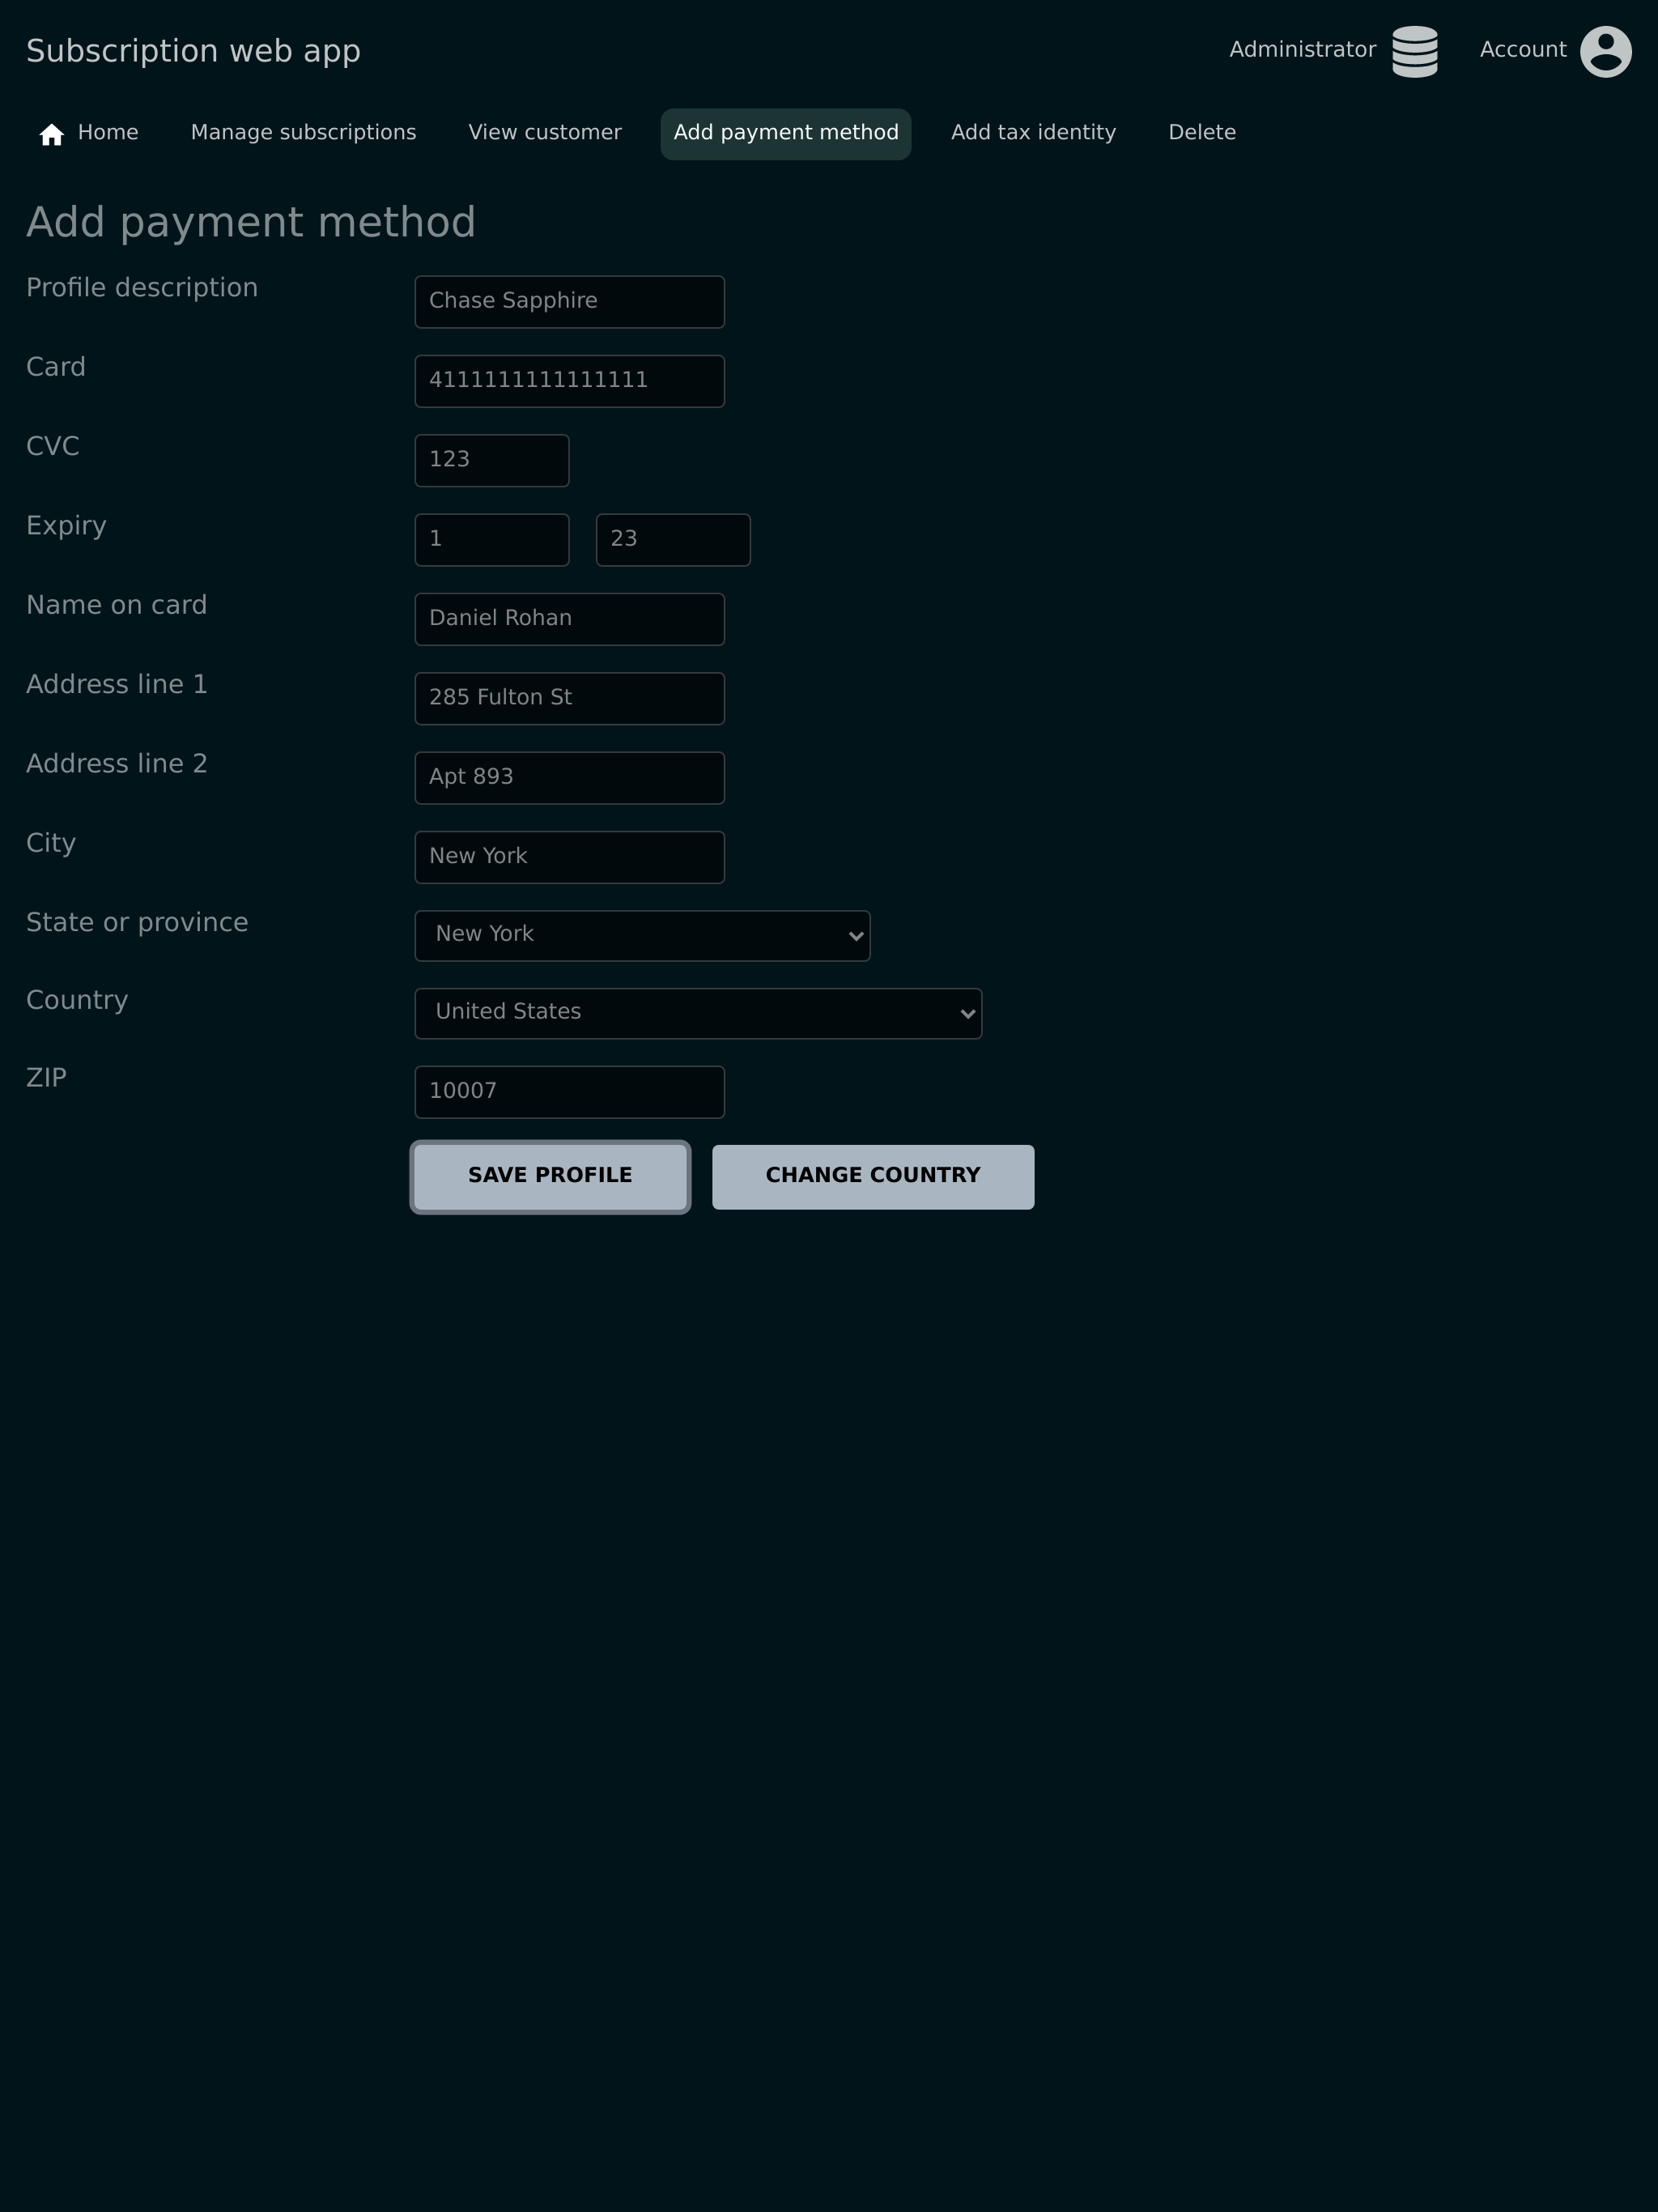 Subscription web app
Administrator
Account
Home
Manage subscriptions
View customer
Add payment method
Add tax identity
Delete
Add payment method
Profile description
Chase Sapphire
Card
4111111111111111
CVC
123
Expiry
1
23
Name on card
Daniel Rohan
Address line 1
285 Fulton St
Address line 2
Apt 893
City
New York
State or province
New York
Country
United States
ZIP
10007
SAVE PROFILE
CHANGE COUNTRY